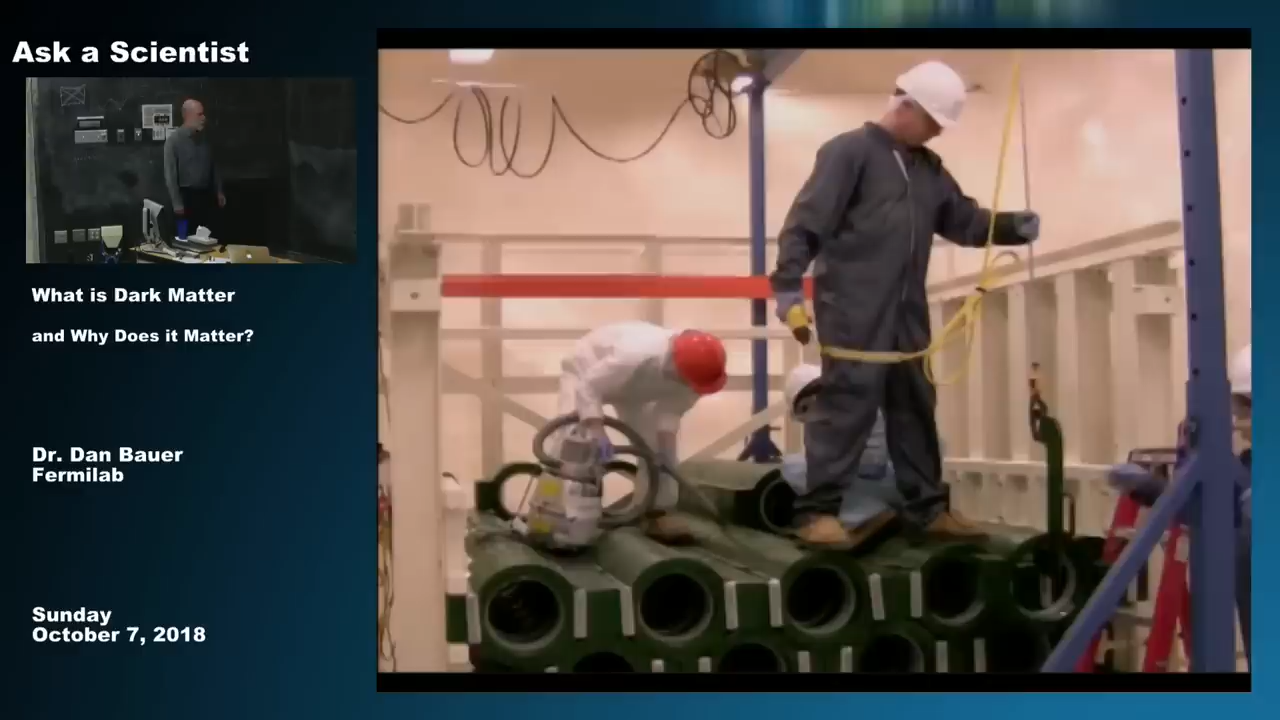 Ask a Scientist
What is Dark Matter
and Why Does it Matter?
Dr. Dan Bauer
Fermilab
Sunday
October 7, 2018